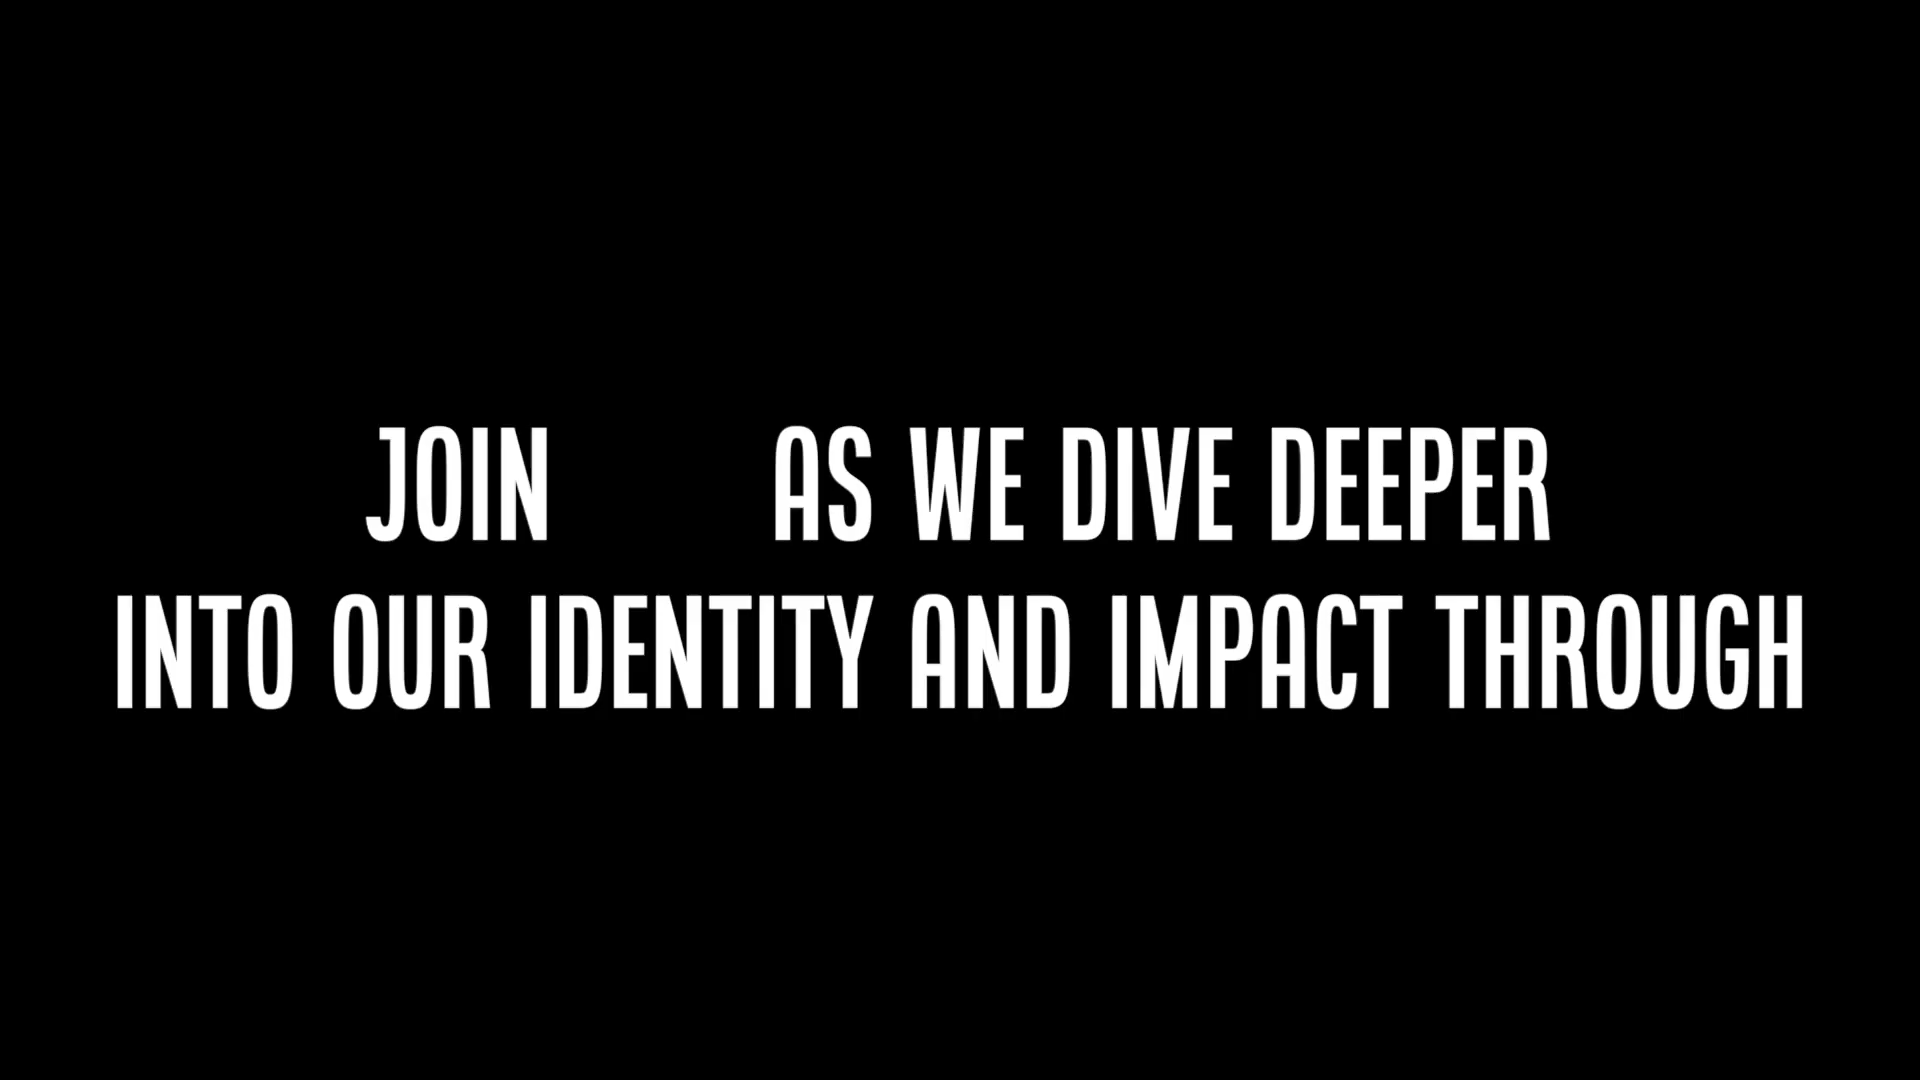 JOIN AS WE DIVE DEEPER
INTO OUR IDENTITY AND IMPACT THROUGH